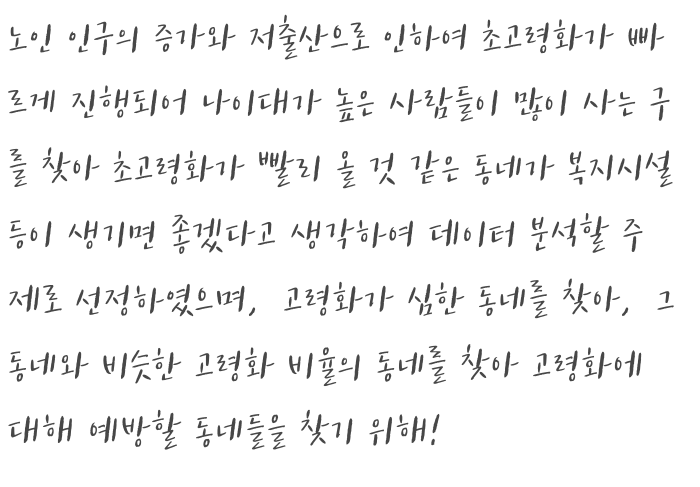 노인 인구의 증가와 저출산으로 인하여 초고령화가 빠
르게 진행되어 나이대가 높은 사람들이 많이 사는 구
를 찾아 초고령화가 빨리 올 것 같은 동네가 복지시설
등이 생기면 좋겠다고 생각하여 데이터 분석할 주
제로 선정하였으며, 고령화가 심한 동네를 찾아, 그
동네와 비슷한 고령화 비율의 동네를 찾아 고령화에
대해 예방할 동네들을 찾기 위해!